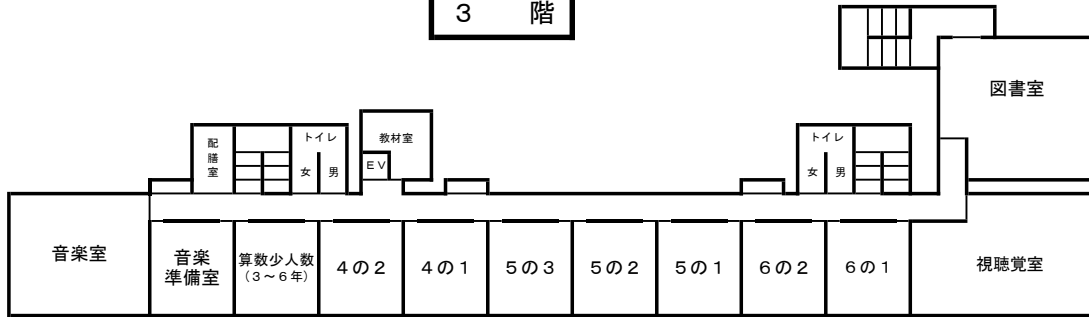 ３　階
図書室
配膳室
トイレ
女 男
教材室
ＥＶ
トイレ
女 男
音楽室
音楽
準備室
算数少人数
（３～６年）
４の２
４の１
５の３
５の２
５の１
６の２
６の１
視聴覚室